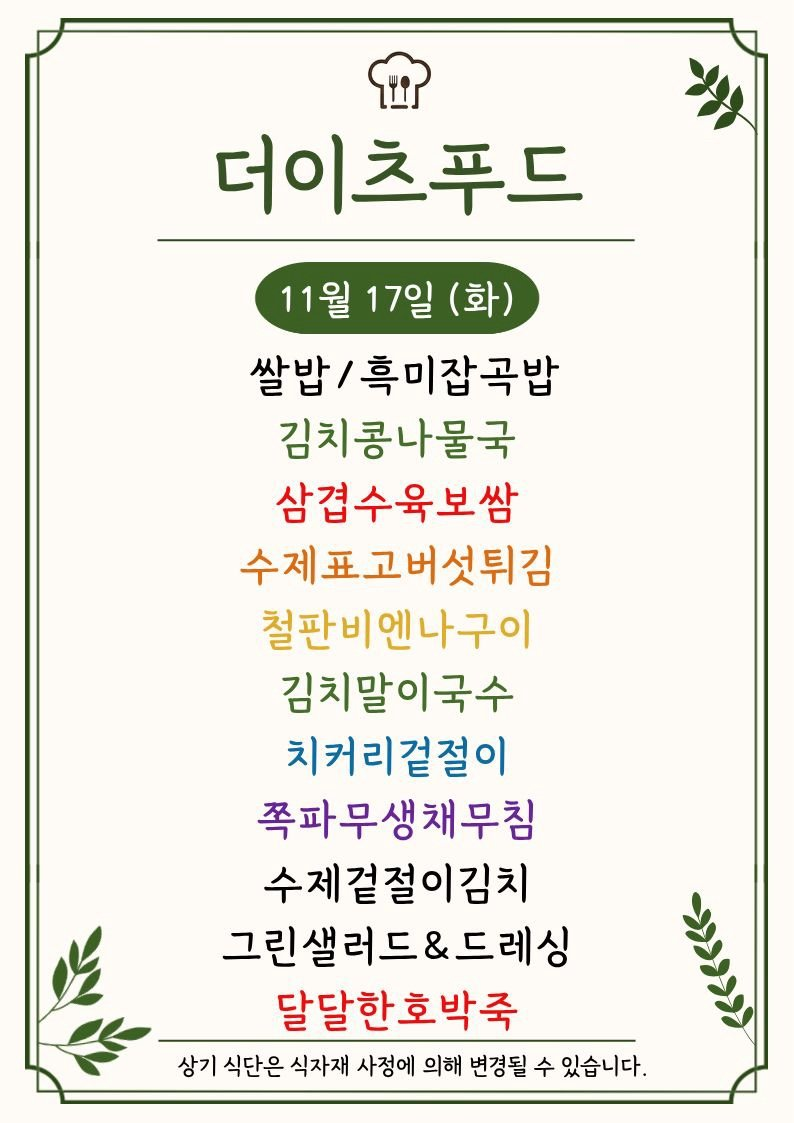 더이츠푸드
11월 17일 (화)
쌀밥/흑미잡곡밥
김치콩나물국
삼겹수육보쌈
수제표고버섯튀김
철판비엔나구이
김치말이국수
치커리겉절이
쪽파무생채무침
수제겉절이김치
그린샐러드&드레싱
달달한호박죽
상기 식단은 식자재 사정에 의해 변경될 수 있습니다.